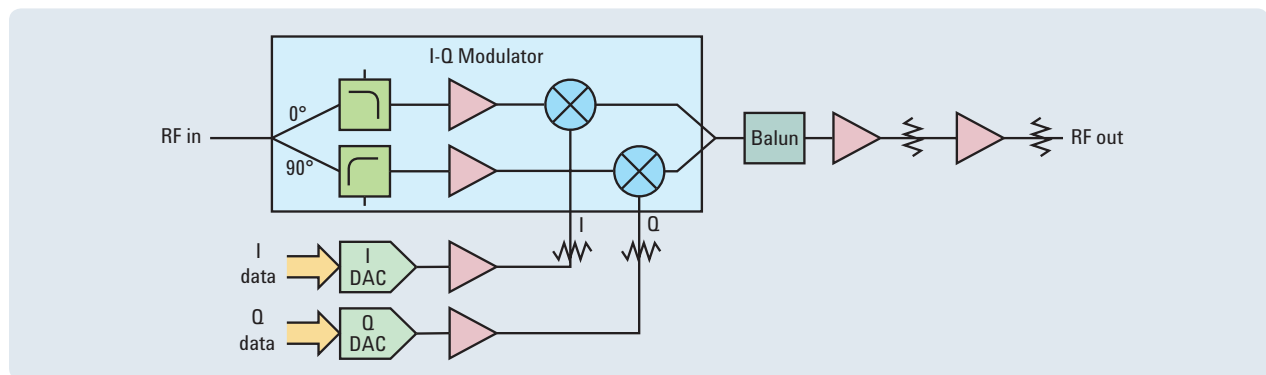 I-Q Modulator
0°
RF in
90°
Balun
RF out
I
Q
I
data
I
DAC
Q
data
Q
DAC